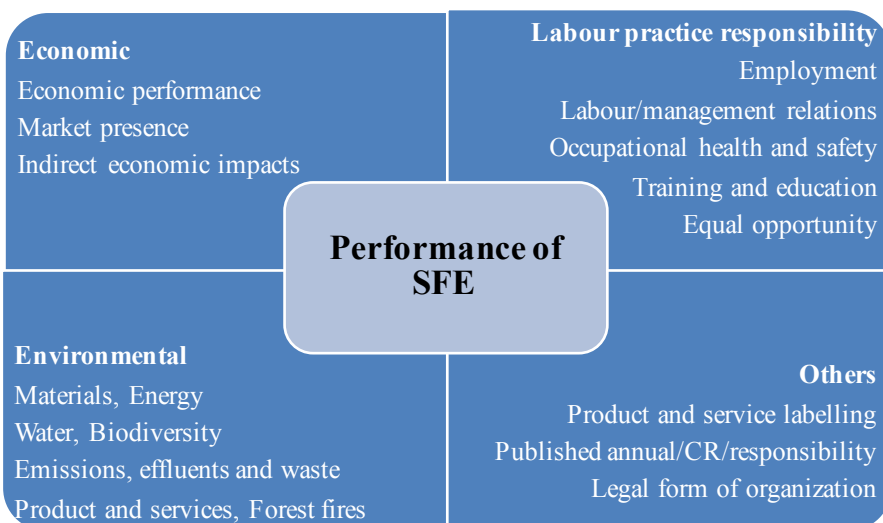 Economic
Economic performance
Market presence
Indirect economic impacts
Labour practice responsibility
Employment
Labour/management relations
Occupational health and safety
Training and education
Equal opportunity
Performance of
SFE
Environmental
Materials, Energy
Water, Biodiversity
Emissions, effluents and waste
Product and services, Forest fires
Others
Product and service labelling
Published annual/CR/responsibility
Legal form of organization